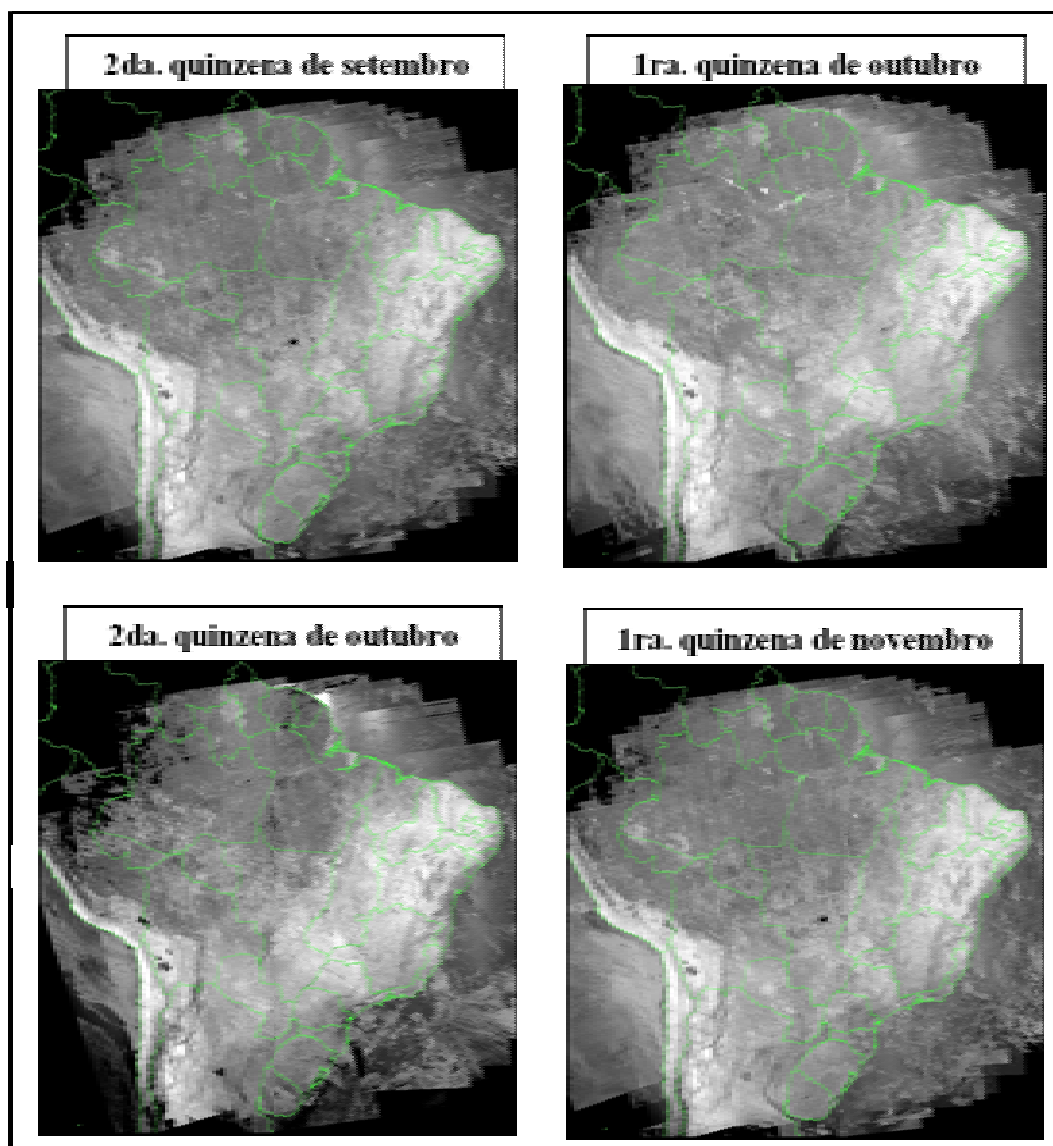 2da. quinzena de setembro
1ra. quinzena de outubro
2da. quinzena de outubro
1ra. quinzena de novembro